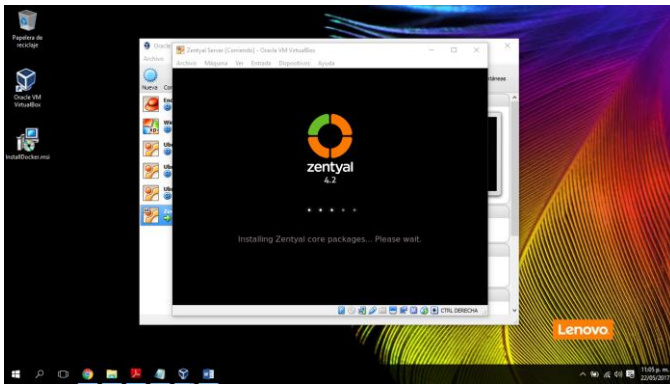 Papelera de
reciclaje
Oracle VM
VirtualBox
InstallDocker.msi
Zentyal Server [Corriendo] - Oracle VM VirtualBox
Archivo Máquina Ver Entrada Dispositivos Ayuda
Archivo
Nueva
zentyal
4.2
Installing Zentyal core packages... Please wait.
CTRL DERECHA
Lenovo
11:05 p. m.
22/05/2017